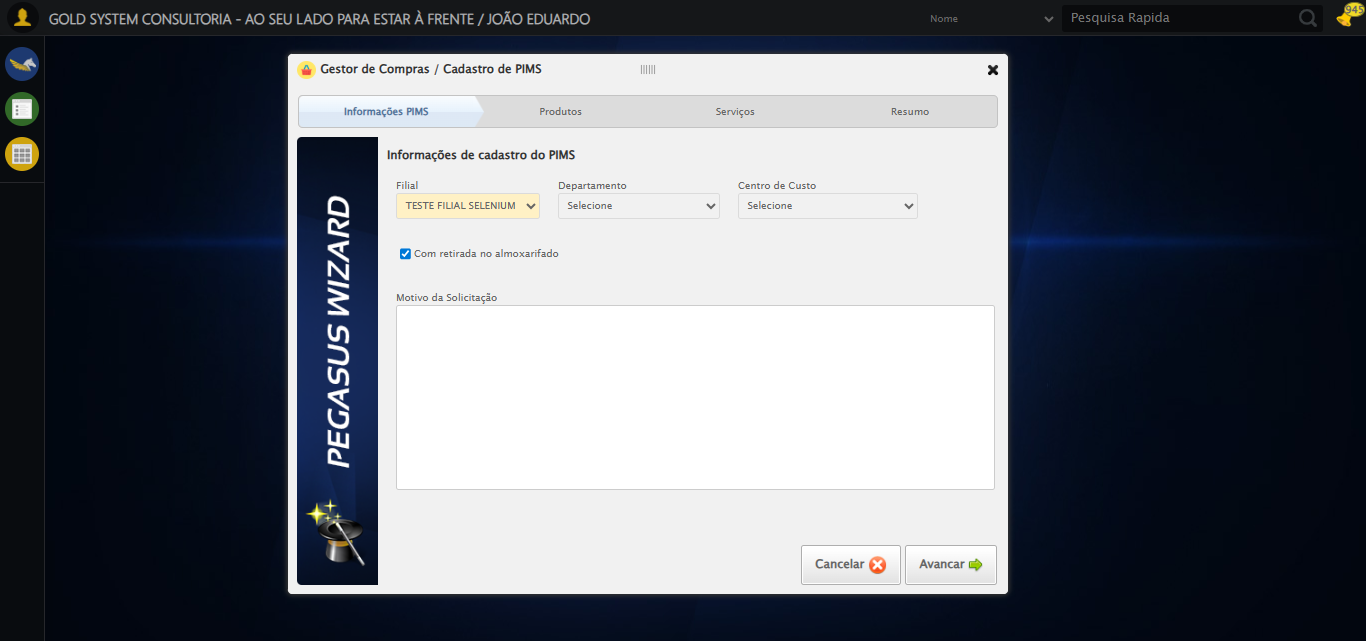 GOLD SYSTEM CONSULTORIA - AO SEU LADO PARA ESTAR À FRENTE / JOÃO EDUARDO
Nome
Pesquisa Rapida
945
Gestor de Compras / Cadastro de PIMS
Informações PIMS
Produtos
Serviços
Resumo
PEGASUS WIZARD
Informações de cadastro do PIMS
Filial
Departamento
Centro de Custo
TESTE FILIAL SELENIUM
Selecione
Selecione
Com retirada no almoxarifado
Motivo da Solicitação
Cancelar
Avancar